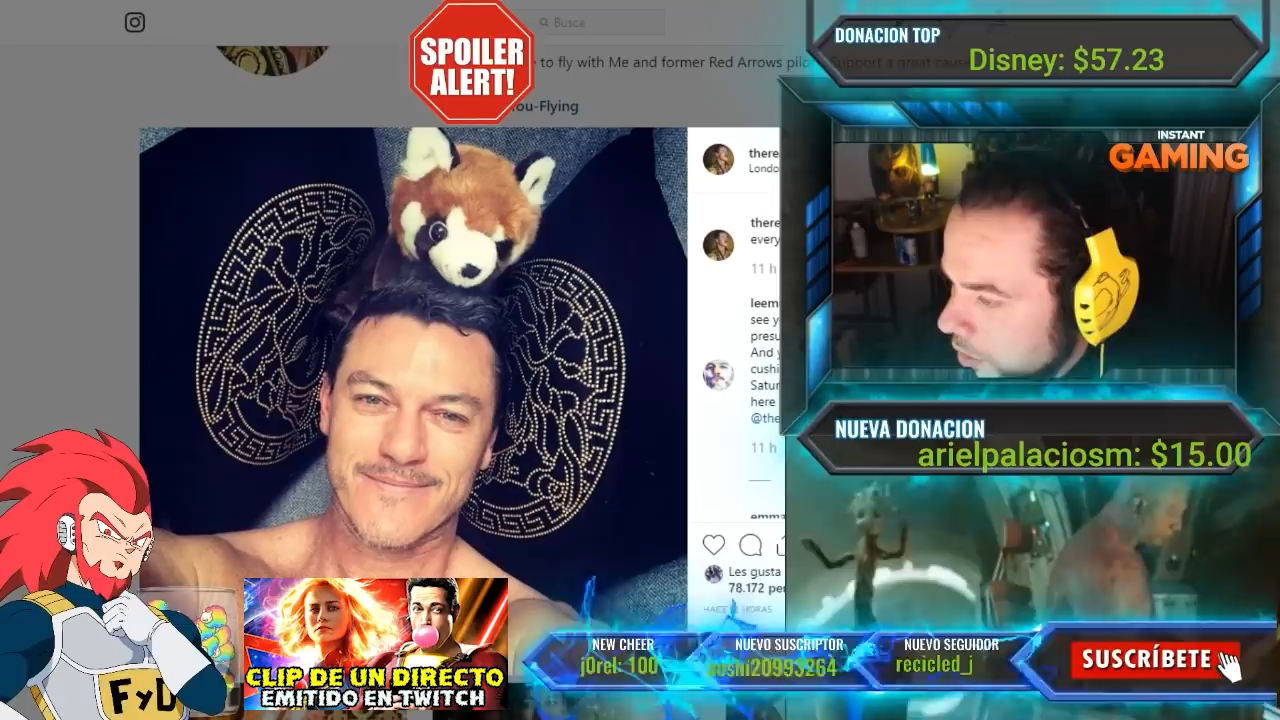 Busca
SPOILER
ALERT!
to fly with Me and former Red Arrows pilo
Support a great cause
ou-Flying
there
Londo
there
every
11 h
leem
see y
presu
And y
cushi
Satur
here
@the
11 h
emma
Les gusta
78.172 per
HORAS
DONACION TOP
Disney: $57.23
INSTANT
GAMING
NUEVA DONACION
arielpalaciosm: $15.00
FyD
CLIP DE UN DIRECTO
EMITIDO EN TWITCH
NEW CHEER
j0rel: 100
NUEVO SUSCRIPTOR
NUEVO SEGUIDOR
recicled_j
SUSCRÍBETE